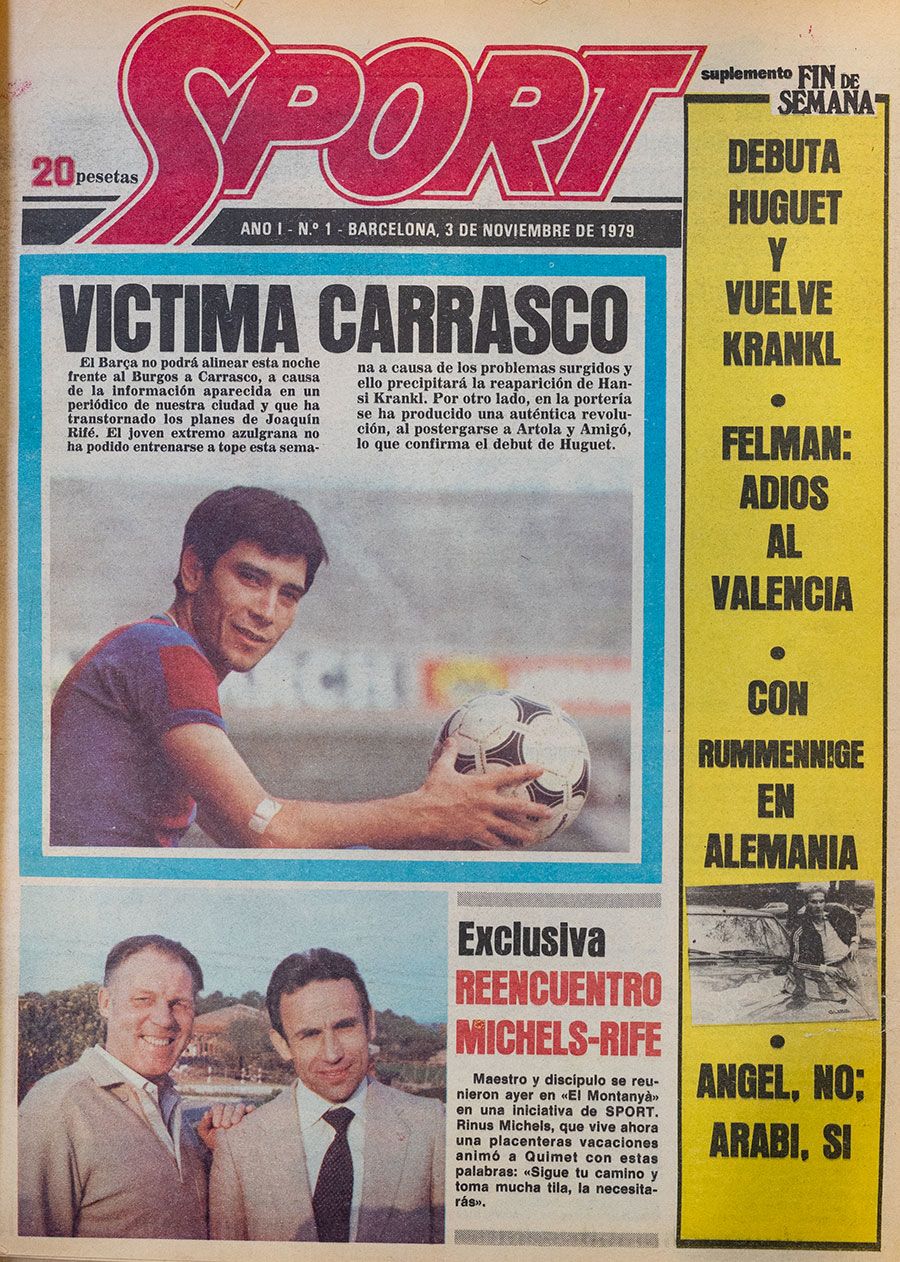 SPORT
suplemento FIN DE
SEMANA
20 pesetas
AÑO I - N.º 1 - BARCELONA, 3 DE NOVIEMBRE DE 1979
VICTIMA CARRASCO
El Barça no podrá alinear esta noche
frente al Burgos a Carrasco, a causa
de la información aparecida en un
periódico de nuestra ciudad y que ha
transtornado los planes de Joaquín
Rifé. El joven extremo azulgrana no
ha podido entrenarse a tope esta sema-
na a causa de los problemas surgidos y
ello precipitará la reaparición de Han-
si Krankl. Por otro lado, en la portería
se ha producido una auténtica revolu-
ción, al postergarse a Artola y Amigó,
lo que confirma el debut de Huguet.
Exclusiva
REENCUENTRO
MICHELS-RIFE
Maestro y discípulo se reu-
nieron ayer en «El Montanyà»
en una iniciativa de SPORT.
Rinus Michels, que vive ahora
una placenteras vacaciones
animó a Quimet con estas
palabras: «Sigue tu camino y
toma mucha tila, la necesita-
rás».
DEBUTA
HUGUET
Y
VUELVE
KRANKL
•
FELMAN:
ADIOS
AL
VALENCIA
•
CON
RUMMENNIGE
EN
ALEMANIA
•
ANGEL, NO;
ARABI, SI